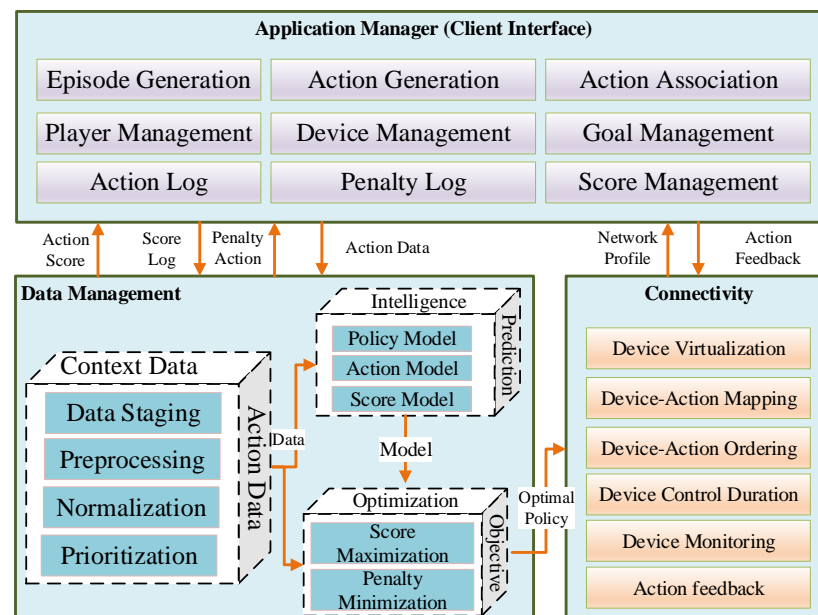 Application Manager (Client Interface)
Episode Generation
Action Generation
Action Association
Player Management
Device Management
Goal Management
Action Log
Penalty Log
Score Management
Action
Score
Score
Log
Penalty
Action
Action Data
Network
Profile
Action
Feedback
Data Management
Context Data
Data Staging
Preprocessing
Normalization
Prioritization
Action Data
Data
Intelligence
Policy Model
Action Model
Score Model
Prediction
Model
Optimization
Score
Maximization
Penalty
Minimization
Objective
Optimal
Policy
Connectivity
Device Virtualization
Device-Action Mapping
Device-Action Ordering
Device Control Duration
Device Monitoring
Action feedback